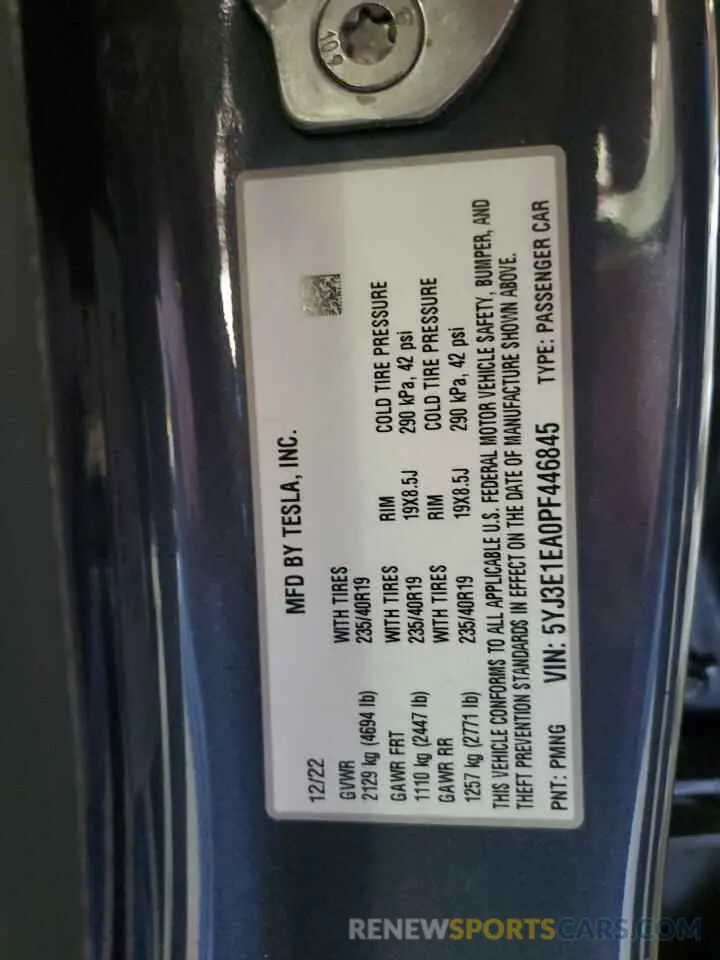 10.9
MFD BY TESLA, INC.
12/22
GVWR WITH TIRES
2129 kg (4694 lb) 235/40R19
GAWR FRT WITH TIRES RIM COLD TIRE PRESSURE
1110 kg (2447 lb) 235/40R19 19X8.5J 290 kPa, 42 psi
GAWR RR WITH TIRES RIM COLD TIRE PRESSURE
1257 kg (2771 lb) 235/40R19 19X8.5J 290 kPa, 42 psi
THIS VEHICLE CONFORMS TO ALL APPLICABLE U.S. FEDERAL MOTOR VEHICLE SAFETY, BUMPER, AND
THEFT PREVENTION STANDARDS IN EFFECT ON THE DATE OF MANUFACTURE SHOWN ABOVE.
PNT: PMNG VIN: 5YJ3E1EA0PF446845 TYPE: PASSENGER CAR
RENEWSPORTSCARS.COM